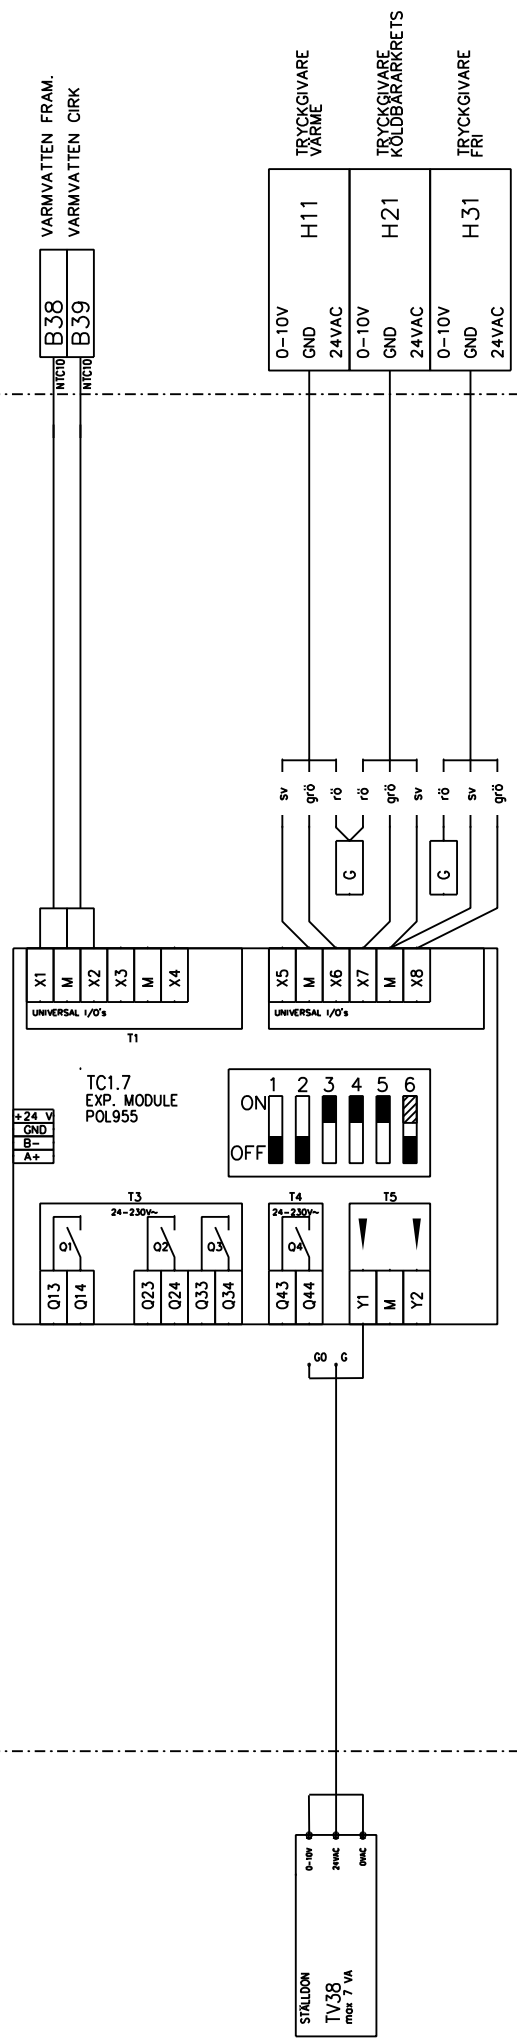 VARMVATTEN FRAM.
VARMVATTEN CIRK
B38
B39
NTC10
NTC10
TRYCKGIVARE
VÄRME
TRYCKGIVARE
KÖLDBÄRARKRETS
TRYCKGIVARE
FRI
H11
H21
H31
0-10V
GND
24VAC
0-10V
GND
24VAC
0-10V
GND
24VAC
sv
grö
rö
rö
grö
sv
rö
sv
grö
G
G
X1
M
X2
X3
M
X4
UNIVERSAL I/O's
T1
X5
M
X6
X7
M
X8
UNIVERSAL I/O's
TC1.7
EXP. MODULE
POL955
+24 V
GND
B-
A+
1 2 3 4 5 6
ON
OFF
T3
24-230V~
Q1
Q2
Q3
Q13
Q14
Q23
Q24
Q33
Q34
T4
24-230V~
Q4
Q43
Q44
T5
Y1
M
Y2
G0
G
0-10V
24VAC
0VAC
STÄLLDON
TV38
max 7 VA